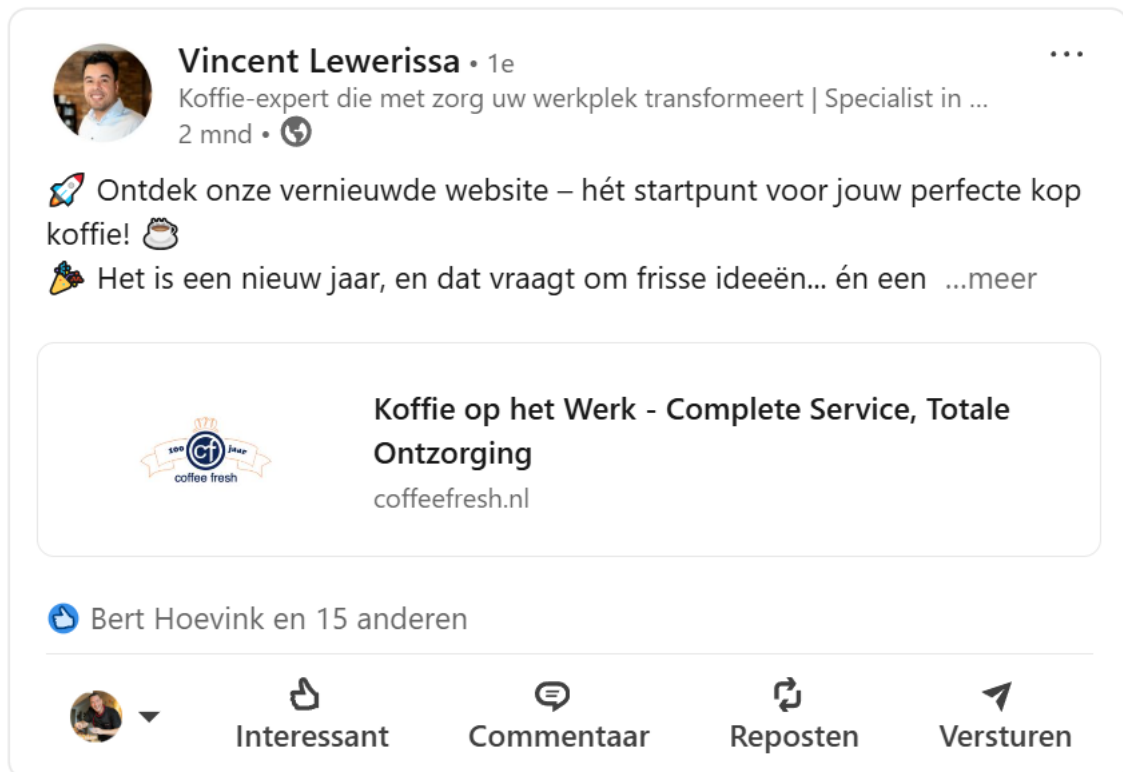 Vincent Lewerissa • 1e
Koffie-expert die met zorg uw werkplek transformeert | Specialist in ...
2 mnd •
🚀 Ontdek onze vernieuwde website – hét startpunt voor jouw perfecte kop
koffie! ☕
🎉 Het is een nieuw jaar, en dat vraagt om frisse ideeën... én een ...meer
Koffie op het Werk - Complete Service, Totale
Ontzorging
coffeefresh.nl
100 cf jaar
coffee fresh
Bert Hoevink en 15 anderen
Interessant Commentaar Reposten Versturen